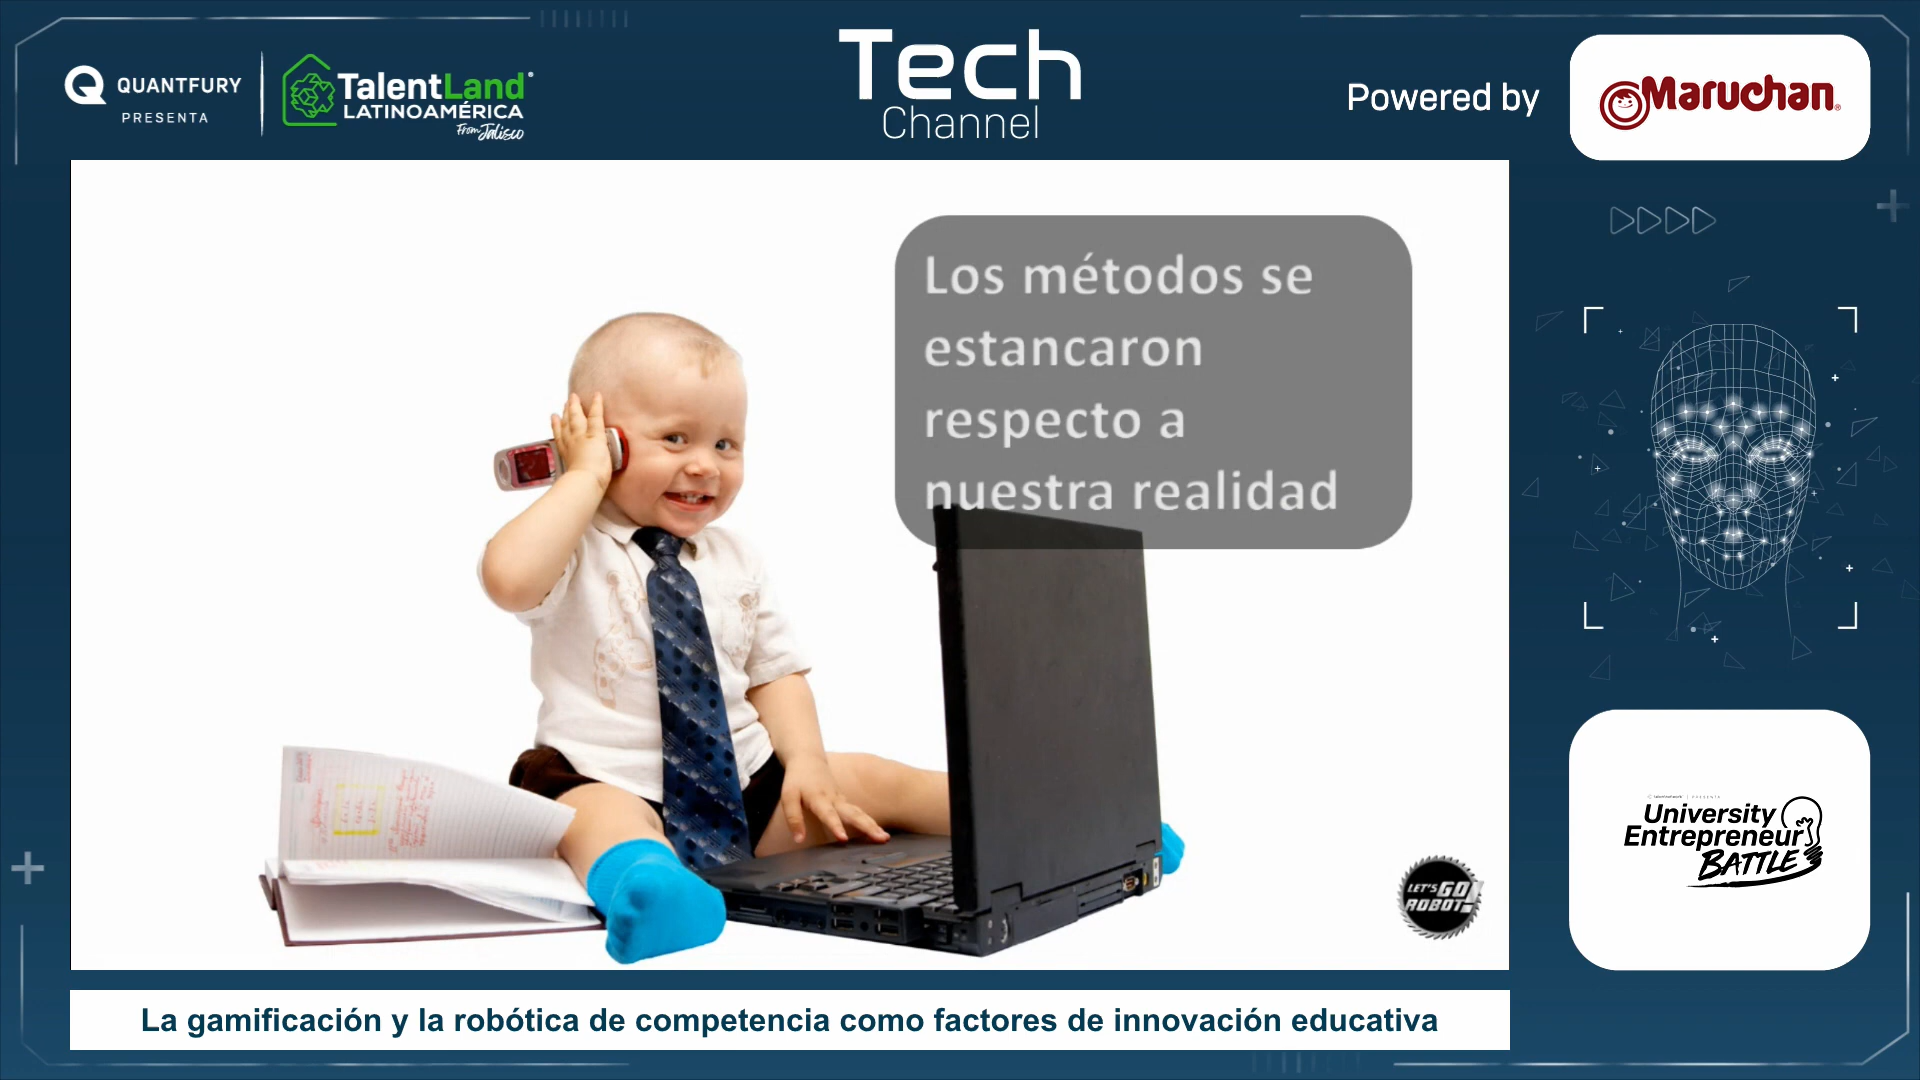 QUANTFURY
PRESENTA
TalentLand
LATINOAMÉRICA
From Jalisco
Tech
Channel
Powered by
Maruchan
Los métodos se
estancaron
respecto a
nuestra realidad
LET'S GO
ROBOT!
University
Entrepreneur
BATTLE
La gamificación y la robótica de competencia como factores de innovación educativa